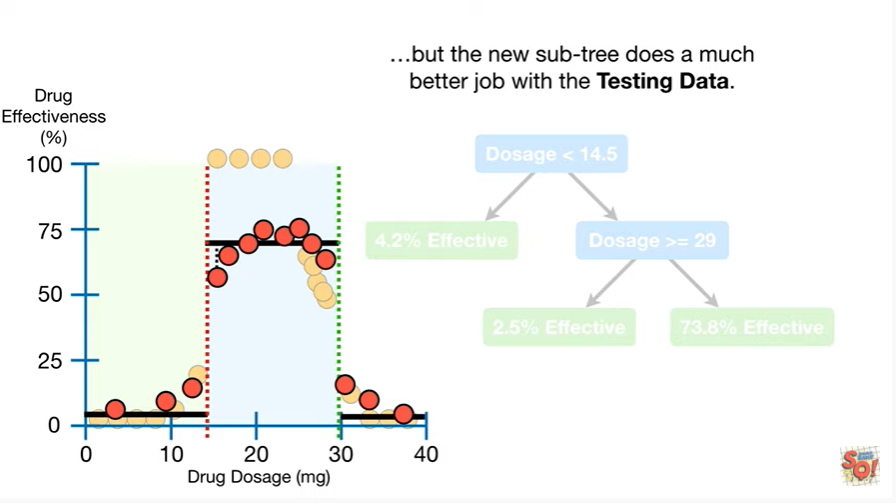 …but the new sub-tree does a much
better job with the Testing Data.
Drug
Effectiveness
(%)
100
75
50
25
0
0
10
20
30
40
Drug Dosage (mg)
Dosage < 14.5
4.2% Effective
Dosage >= 29
2.5% Effective
73.8% Effective
SQ!